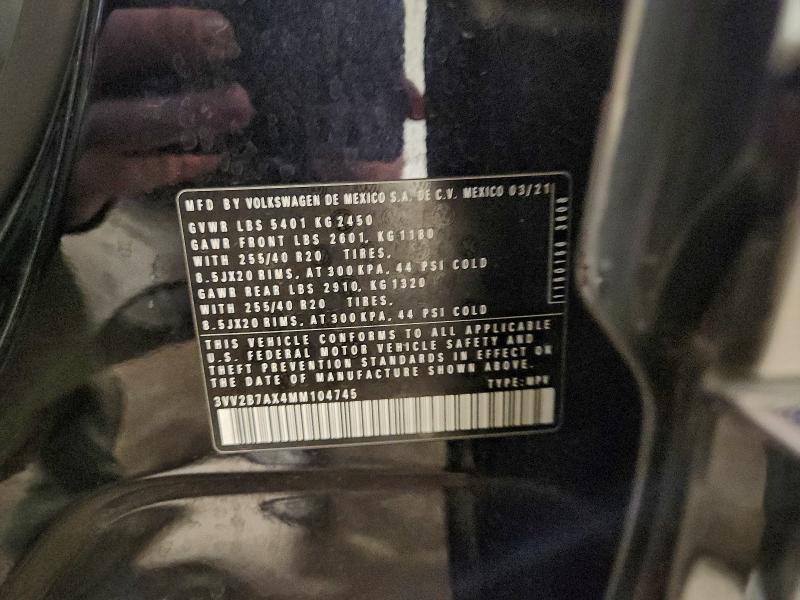 MFD BY VOLKSWAGEN DE MEXICO S.A. DE C.V. MEXICO 03/21
GVWR LBS 5401 KG 2450
GAWR FRONT LBS 2601, KG 1180
WITH 255/40 R20 TIRES,
8.5JX20 RIMS, AT 300 KPA, 44 PSI COLD
GAWR REAR LBS 2910, KG 1320
WITH 255/40 R20 TIRES,
8.5JX20 RIMS, AT 300 KPA, 44 PSI COLD
THIS VEHICLE CONFORMS TO ALL APPLICABLE
U.S. FEDERAL MOTOR VEHICLE SAFETY AND
THEFT PREVENTION STANDARDS IN EFFECT ON
THE DATE OF MANUFACTURE SHOWN ABOVE.
TYPE: MPV
3VV2B7AX4MM104745